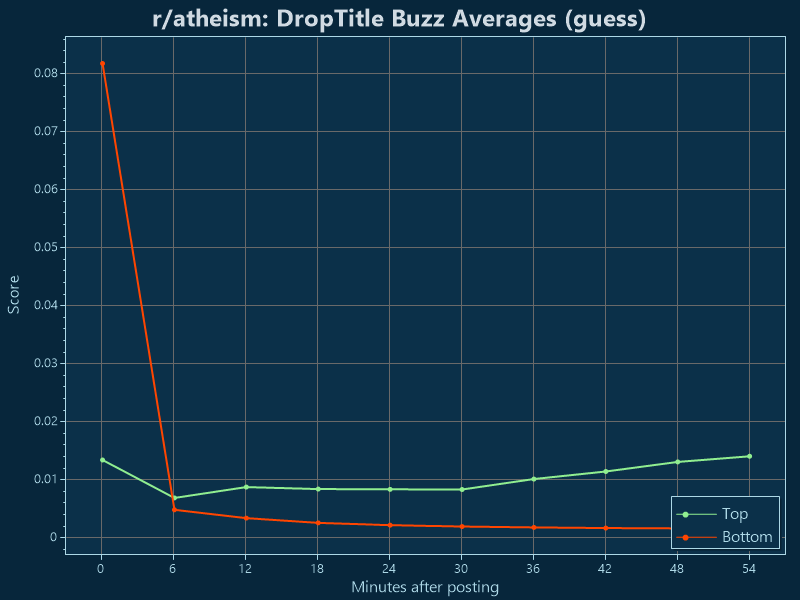 r/atheism: DropTitle Buzz Averages (guess)
0.08
0.07
0.06
0.05
0.04
0.03
0.02
0.01
0
Score
0 6 12 18 24 30 36 42 48 54
Minutes after posting
Top
Bottom